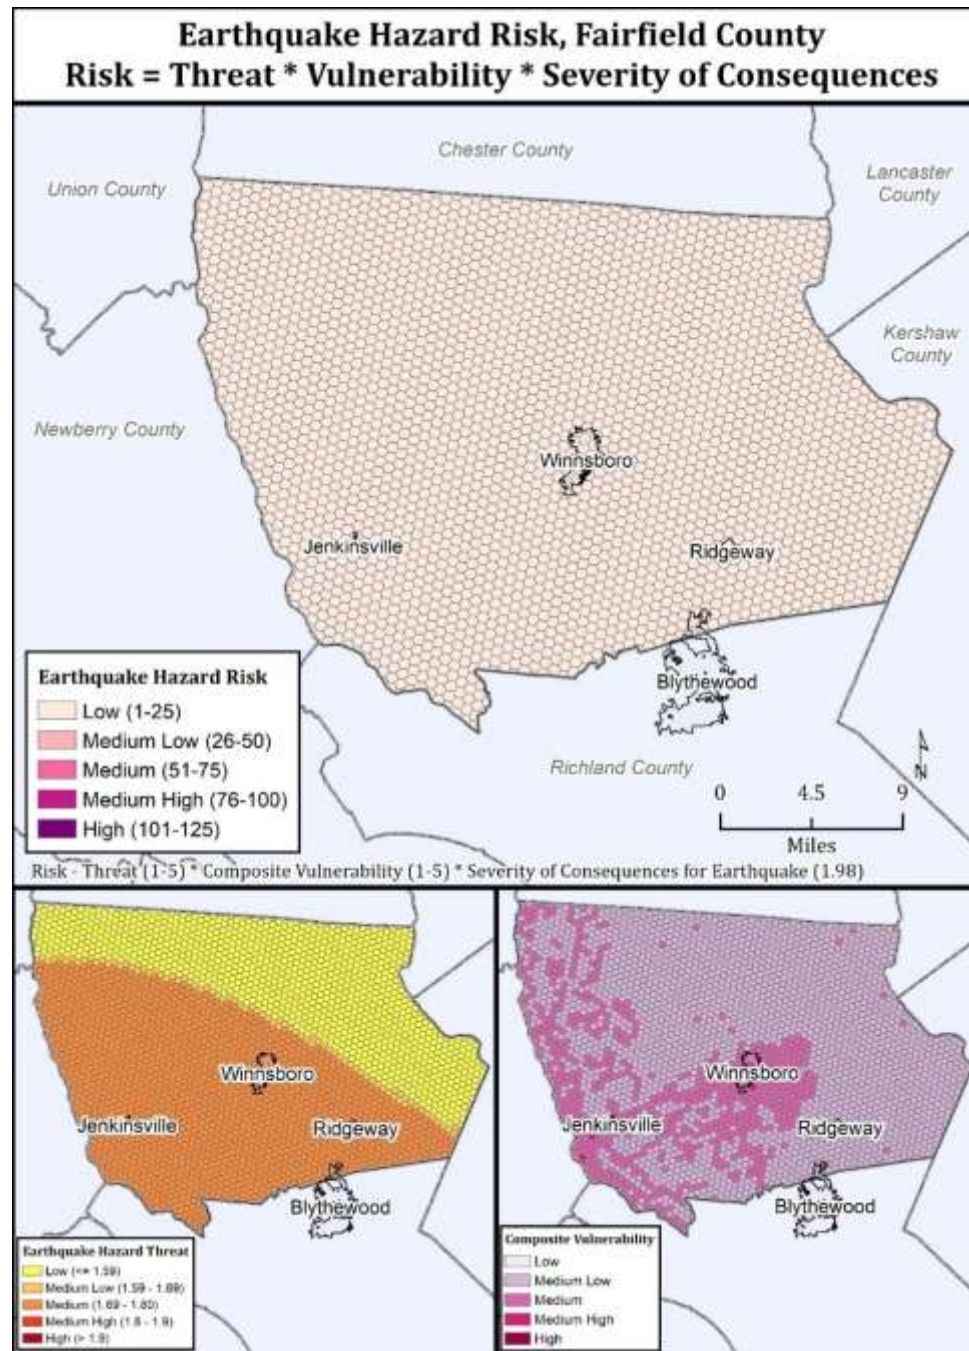 Earthquake Hazard Risk, Fairfield County
Risk = Threat * Vulnerability * Severity of Consequences
Chester County
Union County
Lancaster
County
Kershaw
County
Newberry County
Winnsboro
Jenkinsville
Ridgeway
Blythewood
Richland County
Earthquake Hazard Risk
Low (1-25)
Medium Low (26-50)
Medium (51-75)
Medium High (76-100)
High (101-125)
N
0 4.5 9
Miles
Risk - Threat (1-5) * Composite Vulnerability (1-5) * Severity of Consequences for Earthquake (1.98)
Winnsboro
Jenkinsville
Ridgeway
Blythewood
Earthquake Hazard Threat
Low (<= 1.59)
Medium Low (1.59 - 1.69)
Medium (1.69 - 1.80)
Medium High (1.8 - 1.9)
High (> 1.9)
Winnsboro
Jenkinsville
Ridgeway
Blythewood
Composite Vulnerability
Low
Medium Low
Medium
Medium High
High